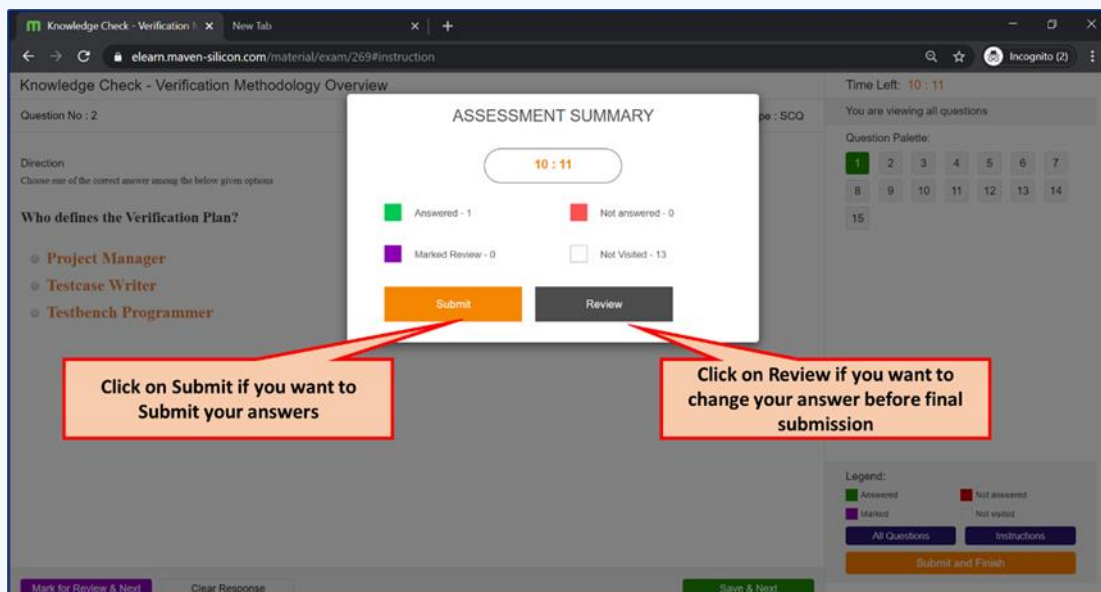 Knowledge Check - Verification M
New Tab
elearn.maven-silicon.com/material/exam/269#instruction
Incognito (2)
Knowledge Check - Verification Methodology Overview
Time Left: 10 : 11
Question No : 2
pe : SCQ
You are viewing all questions
Question Palette:
1 2 3 4 5 6 7
8 9 10 11 12 13 14
15
Direction
Choose one of the correct answer among the below given options
Who defines the Verification Plan?
Project Manager
Testcase Writer
Testbench Programmer
ASSESSMENT SUMMARY
10 : 11
Answered - 1
Not answered - 0
Marked Review - 0
Not Visited - 13
Submit
Review
Click on Submit if you want to
Submit your answers
Click on Review if you want to
change your answer before final
submission
Legend:
Answered
Not answered
Marked
Not visited
All Questions
Instructions
Submit and Finish
Mark for Review & Next
Clear Response
Save & Next